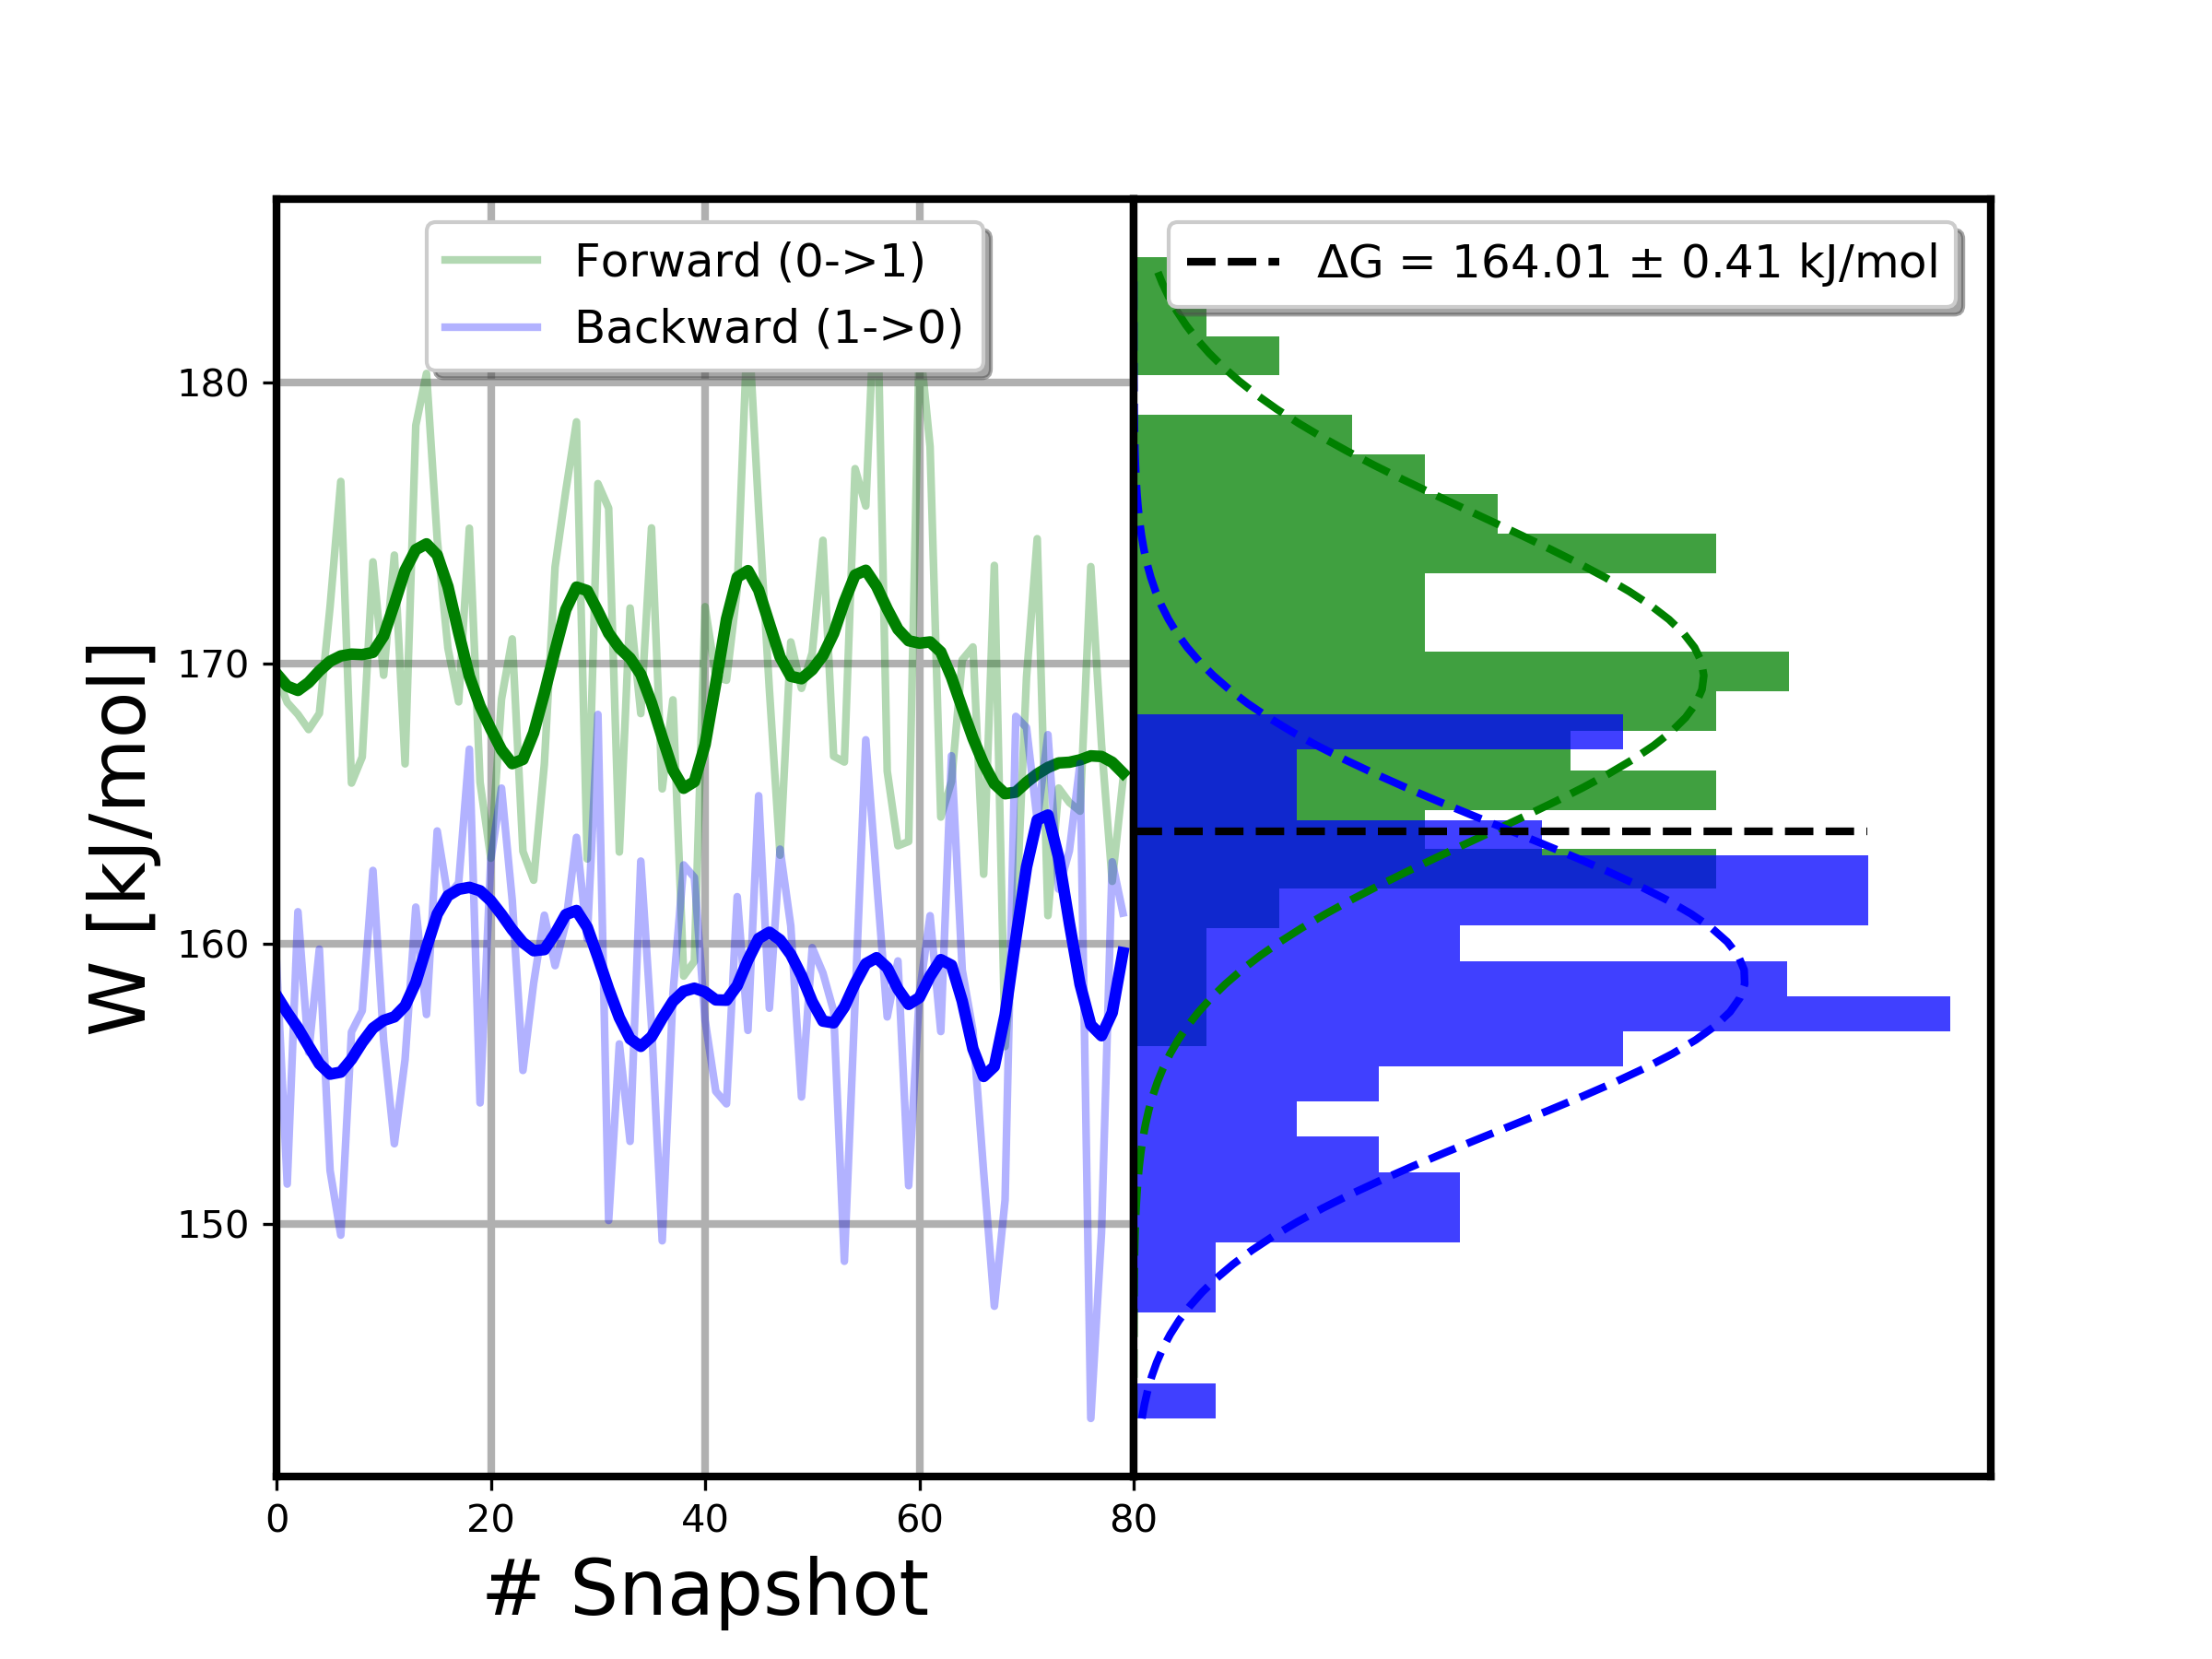 Forward (0->1)
Backward (1->0)
ΔG = 164.01 ± 0.41 kJ/mol
180
170
160
150
W [kJ/mol]
0 20 40 60 80
# Snapshot